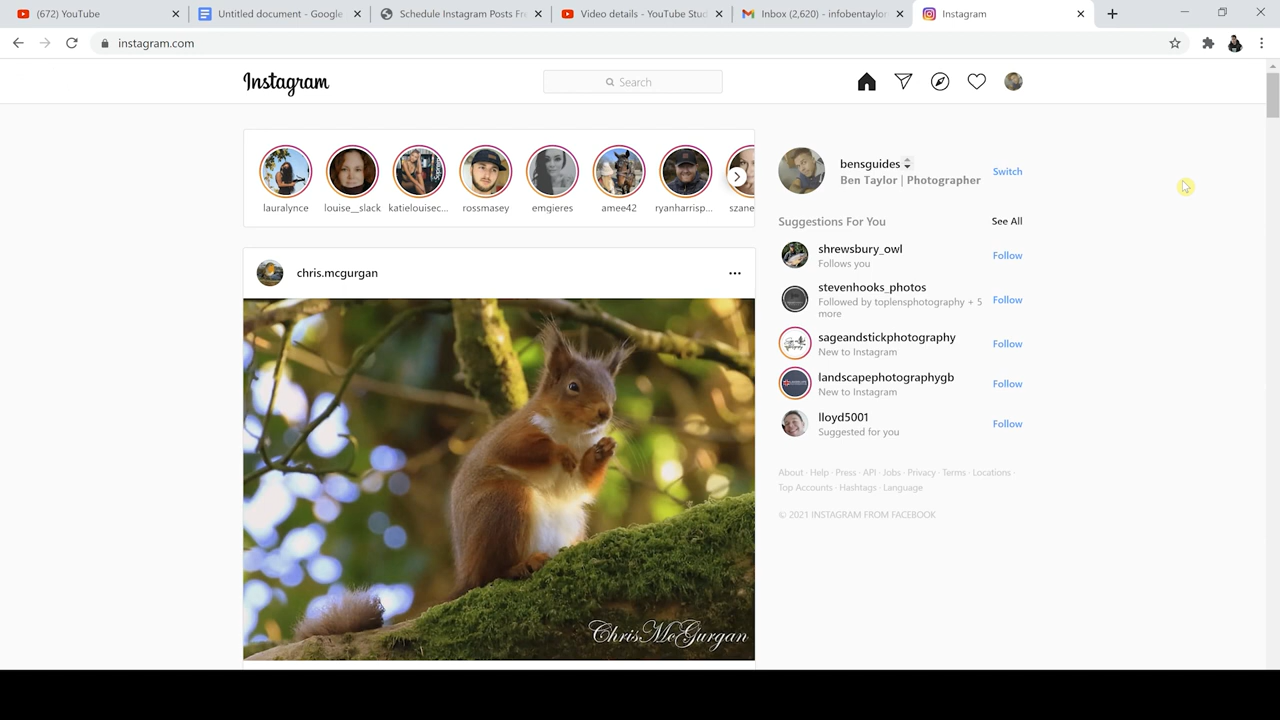 (672) YouTube
Untitled document - Google
Schedule Instagram Posts Fre
Video details - YouTube Stud
Inbox (2,620) - infobentaylor
Instagram
instagram.com
Instagram
Search
lauralynce
louise__slack
katielouisec...
rossmasey
emgieres
amee42
ryanharrisp...
szane
bensguides
Ben Taylor | Photographer
Switch
Suggestions For You
See All
shrewsbury_owl
Follows you
Follow
stevenhooks_photos
Followed by toplensphotography + 5
more
Follow
sageandstickphotography
New to Instagram
Follow
landscapephotographygb
New to Instagram
Follow
lloyd5001
Suggested for you
Follow
About · Help · Press · API · Jobs · Privacy · Terms · Locations ·
Top Accounts · Hashtags · Language
© 2021 INSTAGRAM FROM FACEBOOK
chris.mcgurgan
ChrisMcGurgan